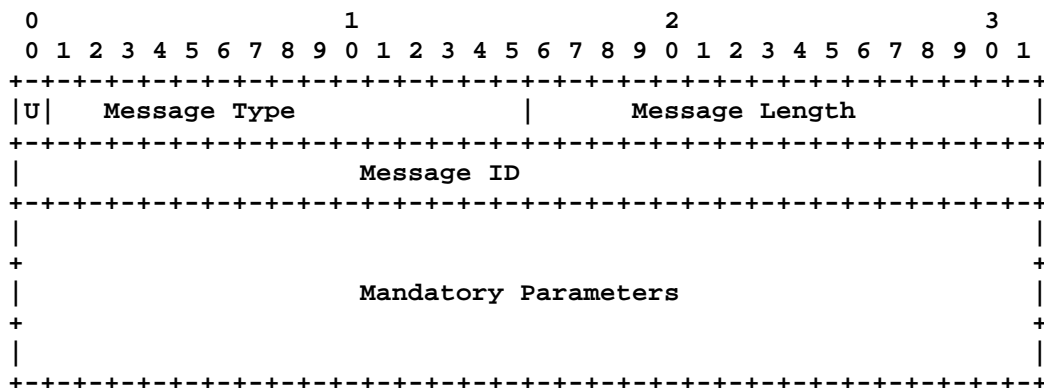 0                   1                   2                   3
 0 1 2 3 4 5 6 7 8 9 0 1 2 3 4 5 6 7 8 9 0 1 2 3 4 5 6 7 8 9 0 1
+-+-+-+-+-+-+-+-+-+-+-+-+-+-+-+-+-+-+-+-+-+-+-+-+-+-+-+-+-+-+-+-+
|U|   Message Type              |      Message Length           |
+-+-+-+-+-+-+-+-+-+-+-+-+-+-+-+-+-+-+-+-+-+-+-+-+-+-+-+-+-+-+-+-+
|                     Message ID                                |
+-+-+-+-+-+-+-+-+-+-+-+-+-+-+-+-+-+-+-+-+-+-+-+-+-+-+-+-+-+-+-+-+
|                                                               |
+                                                               +
|                     Mandatory Parameters                      |
+                                                               +
|                                                               |
+-+-+-+-+-+-+-+-+-+-+-+-+-+-+-+-+-+-+-+-+-+-+-+-+-+-+-+-+-+-+-+-+